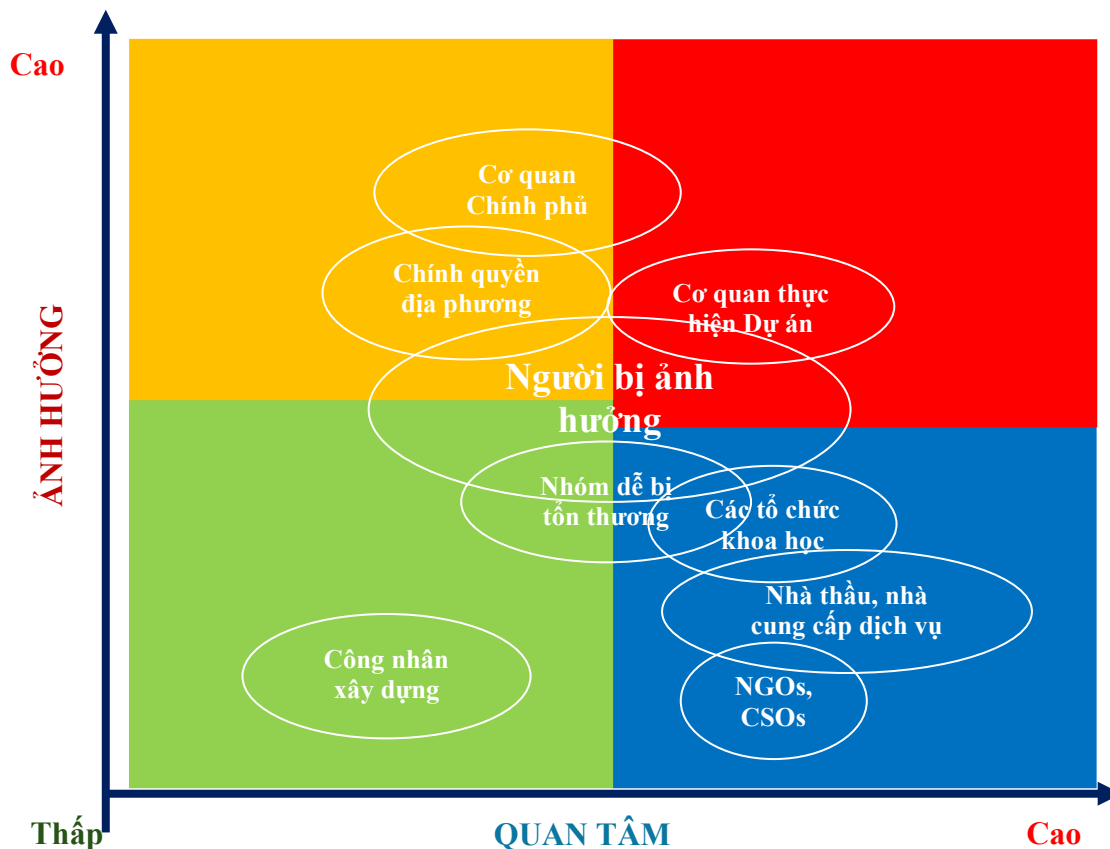 Cao
Cơ quan
Chính phủ
Chính quyền
địa phương
Cơ quan thực
hiện Dự án
ẢNH HƯỞNG
Người bị ảnh
hưởng
Nhóm dễ bị
tổn thương
Các tổ chức
khoa học
Nhà thầu, nhà
cung cấp dịch vụ
Công nhân
xây dựng
NGOs,
CSOs
Thấp
QUAN TÂM
Cao